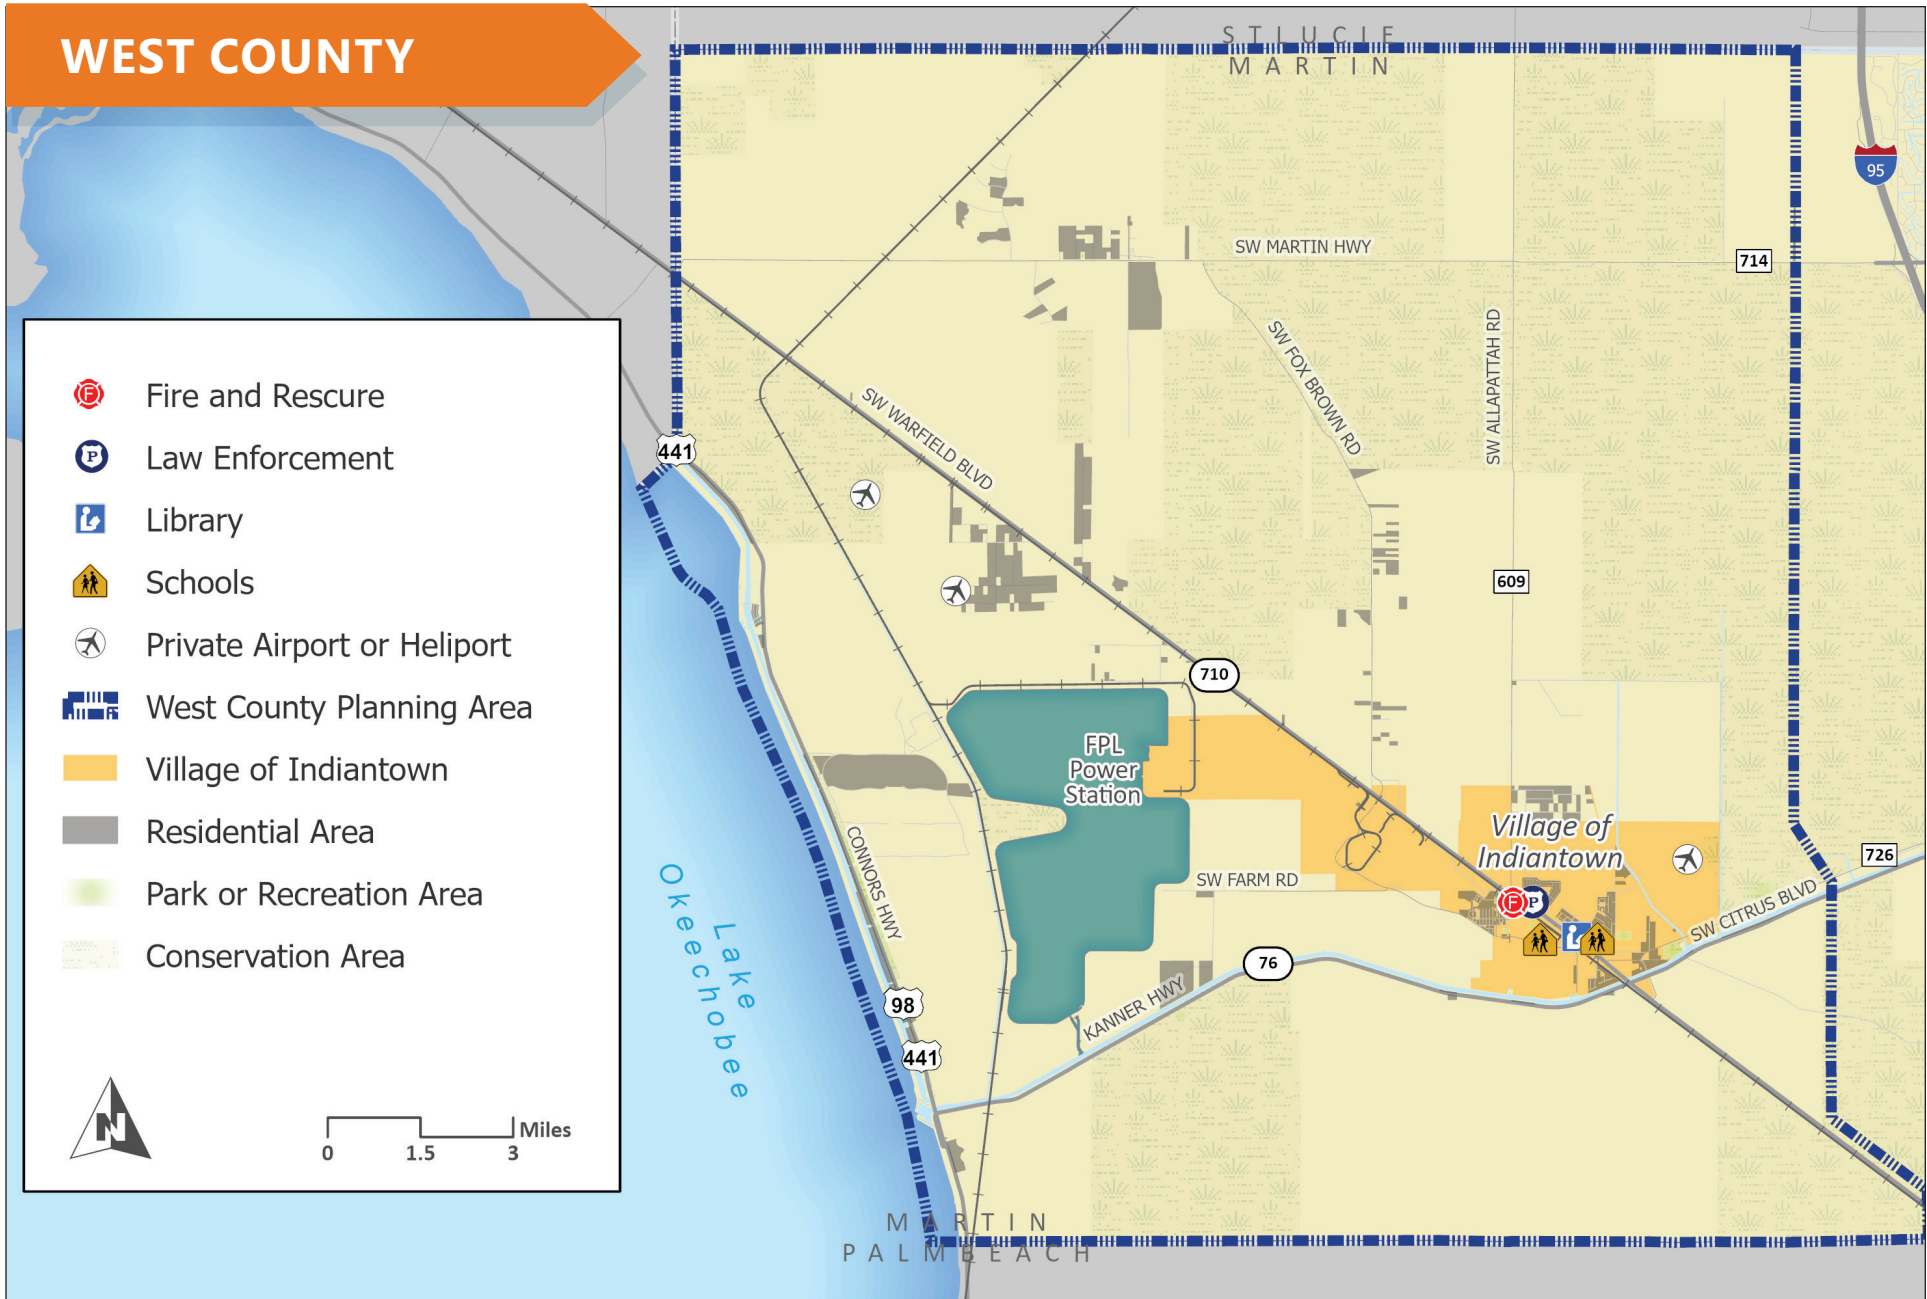 WEST COUNTY
ST LUCIE
MARTIN
95
SW MARTIN HWY
714
SW FOX BROWN RD
SW ALLAPATTAH RD
SW WARFIELD BLVD
441
609
710
FPL
Power
Station
Village of
Indiantown
726
CONNORS HWY
SW FARM RD
SW CITRUS BLVD
F
P
76
KANNER HWY
98
441
Lake
Okeechobee
MARTIN
PALM BEACH
F
Fire and Rescure
P
Law Enforcement
Library
Schools
Private Airport or Heliport
West County Planning Area
Village of Indiantown
Residential Area
Park or Recreation Area
Conservation Area
N
Miles
0 1.5 3